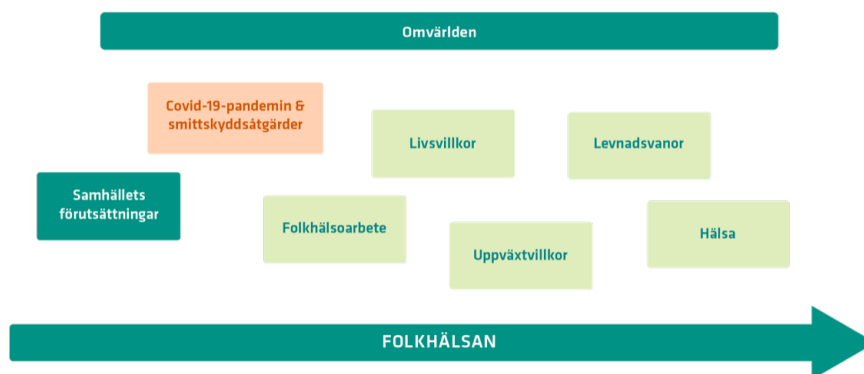 Omvärlden
Covid-19-pandemin &
smittskyddsåtgärder
Livsvillkor
Levnadsvanor
Samhällets
förutsättningar
Folkhälsoarbete
Uppväxtvillkor
Hälsa
FOLKHÄLSAN